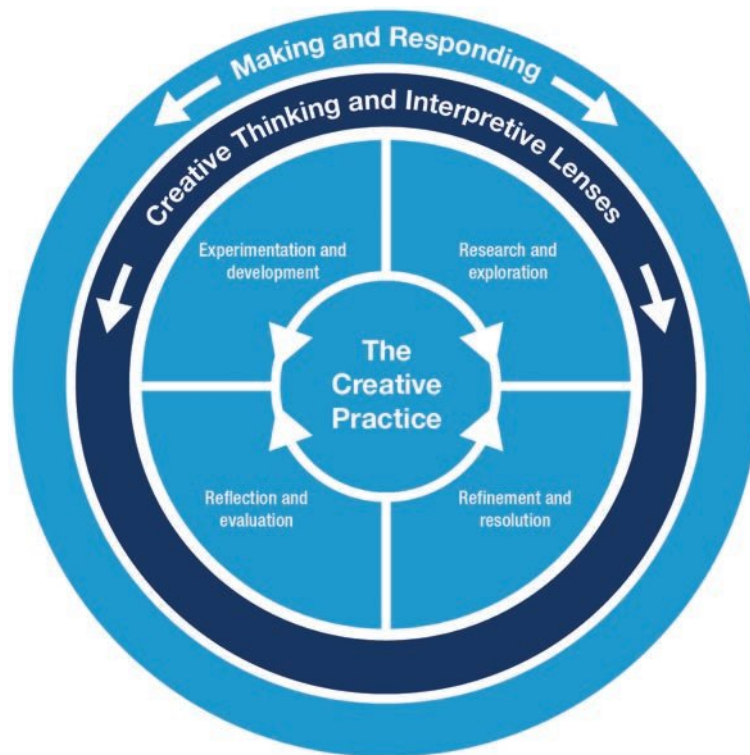 Making and Responding
Creative Thinking and Interpretive Lenses
Experimentation and
development
Research and
exploration
The
Creative
Practice
Reflection and
evaluation
Refinement and
resolution